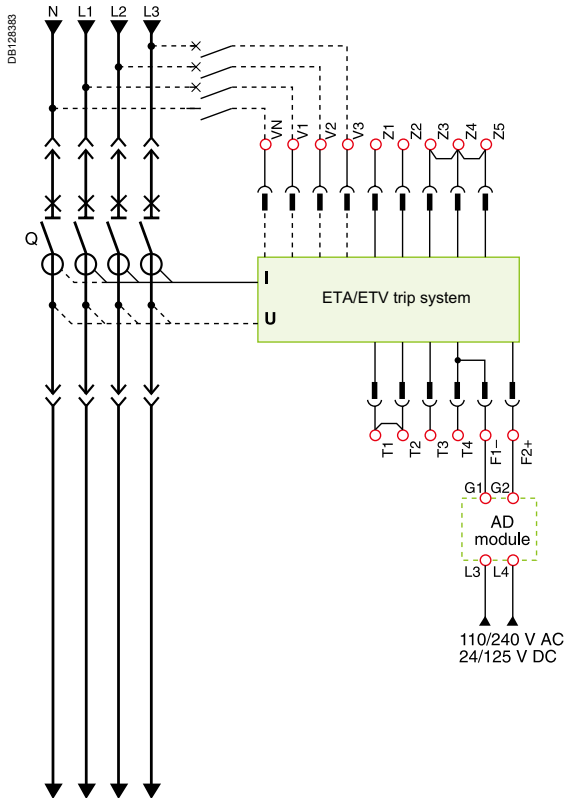 DB128383
N L1 L2 L3
VN V1 V2 V3 Z1 Z2 Z3 Z4 Z5
Q
I
ETA/ETV trip system
U
T1 T2 T3 T4 F1– F2+
G1 G2
AD
module
L3 L4
110/240 V AC
24/125 V DC